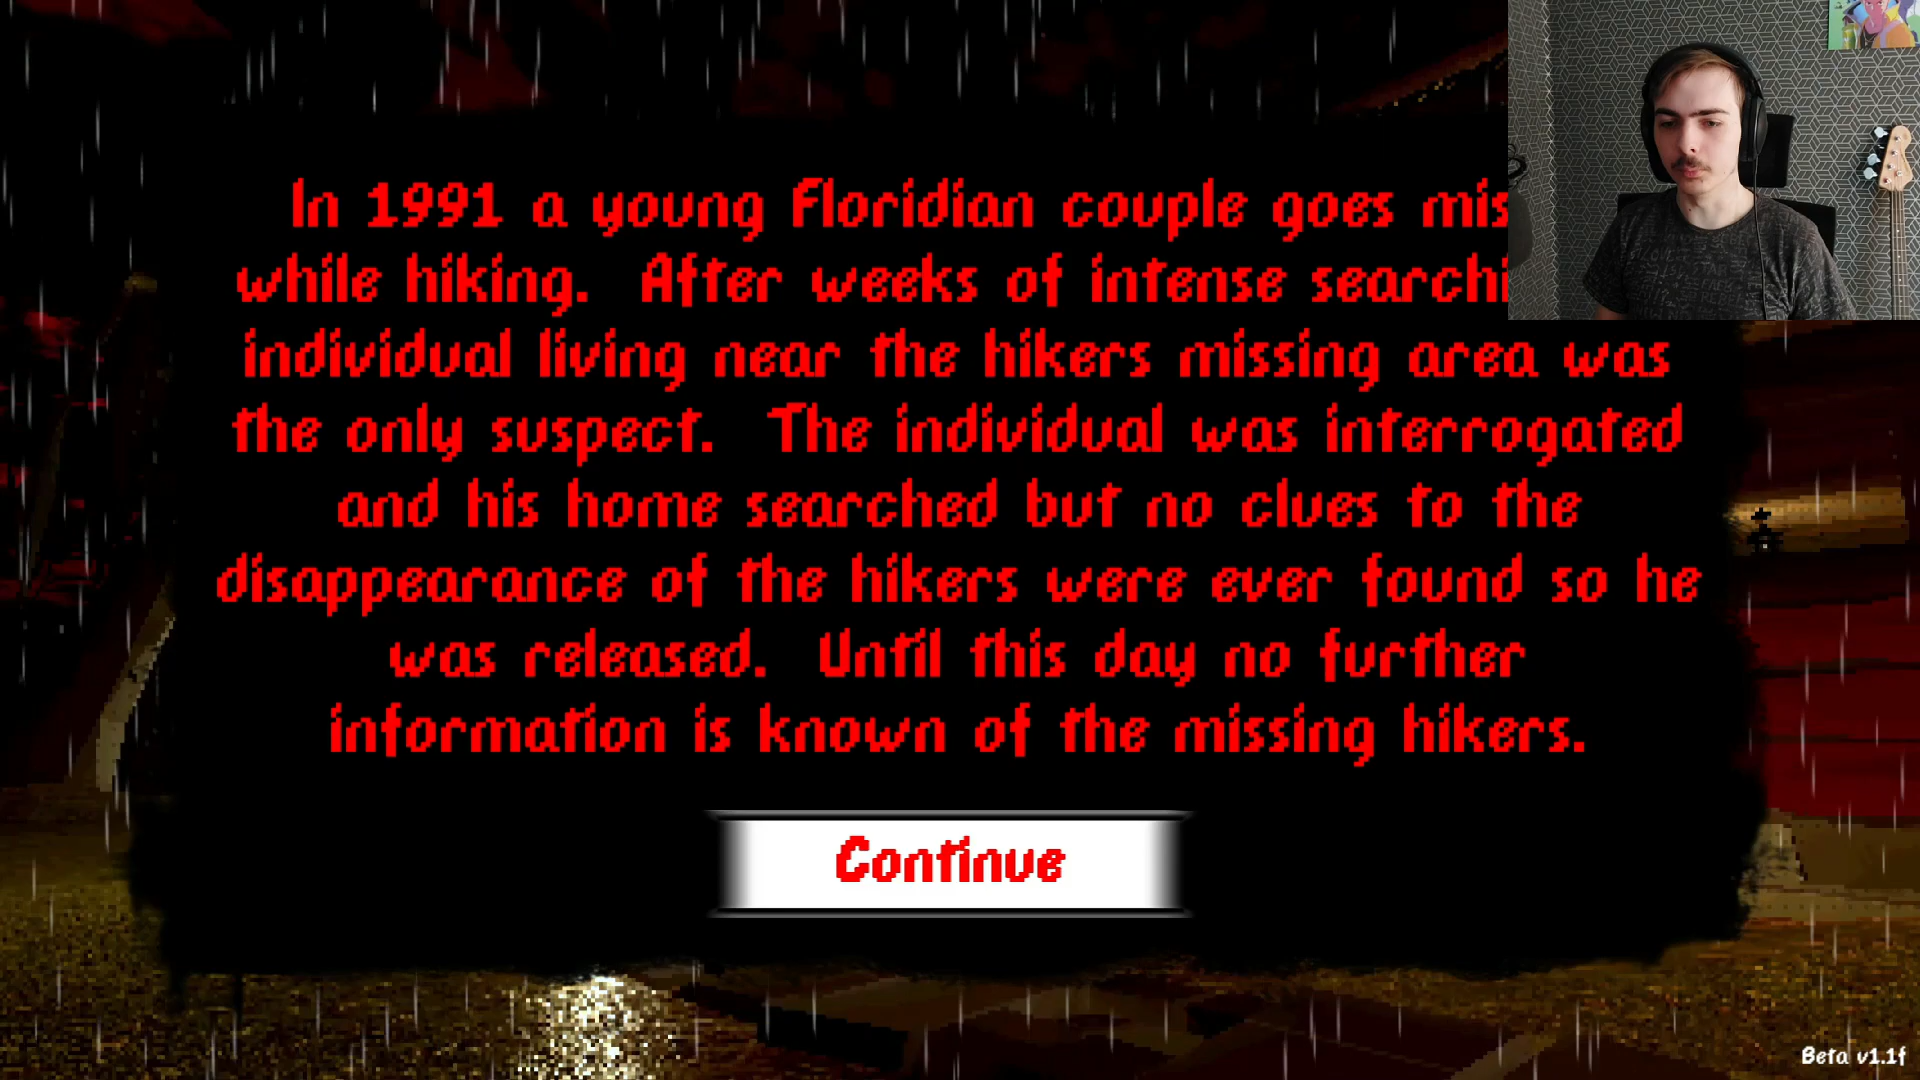 In 1991 a young Floridian couple goes
while hiking.  After weeks of intense
individual living near the hikers missing area was
the only suspect.  The individual was interrogated
and his home searched but no clues to the
disappearance of the hikers were ever found so he
was released.  Until this day no further
information is known of the missing hikers.
Continue
Beta v1.1f